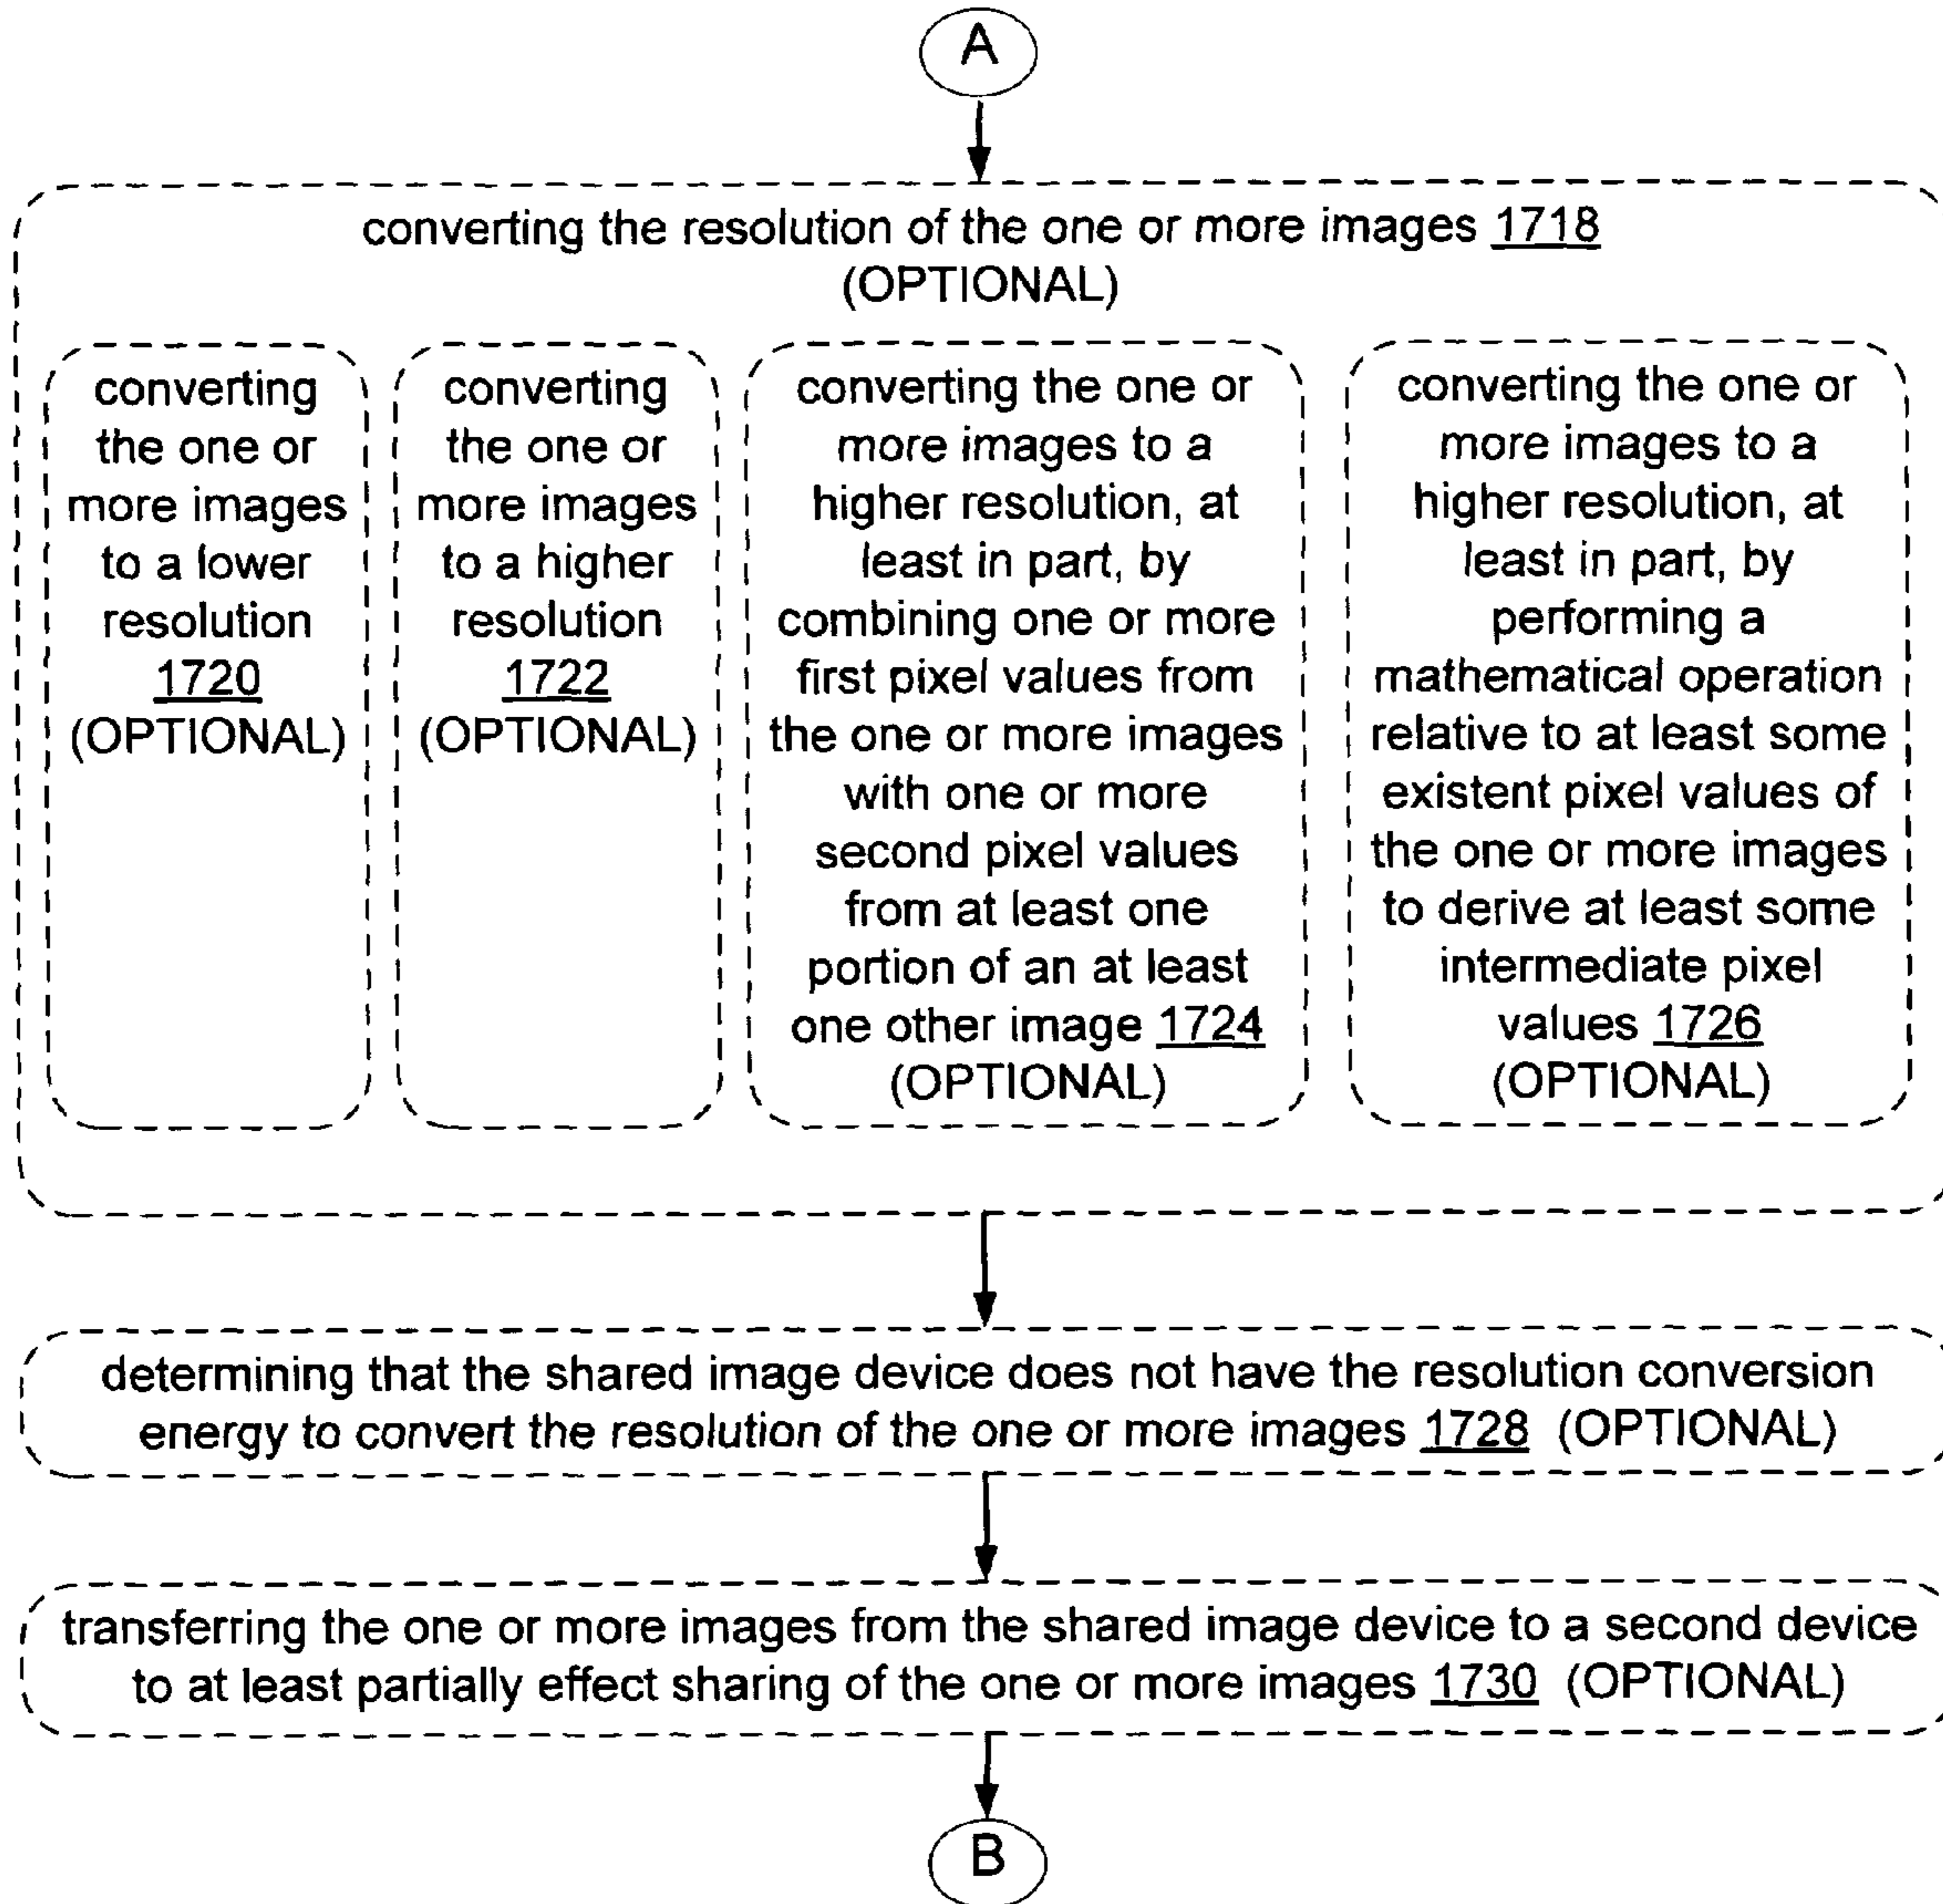 A
converting the resolution of the one or more images 1718
(OPTIONAL)
converting
the one or
more images
to a lower
resolution
1720
(OPTIONAL)
converting
the one or
more images
to a higher
resolution
1722
(OPTIONAL)
converting the one or
more images to a
higher resolution, at
least in part, by
combining one or more
first pixel values from
the one or more images
with one or more
second pixel values
from at least one
portion of an at least
one other image 1724
(OPTIONAL)
converting the one or
more images to a
higher resolution, at
least in part, by
performing a
mathematical operation
relative to at least some
existent pixel values of
the one or more images
to derive at least some
intermediate pixel
values 1726
(OPTIONAL)
determining that the shared image device does not have the resolution conversion
energy to convert the resolution of the one or more images 1728 (OPTIONAL)
transferring the one or more images from the shared image device to a second device
to at least partially effect sharing of the one or more images 1730 (OPTIONAL)
B